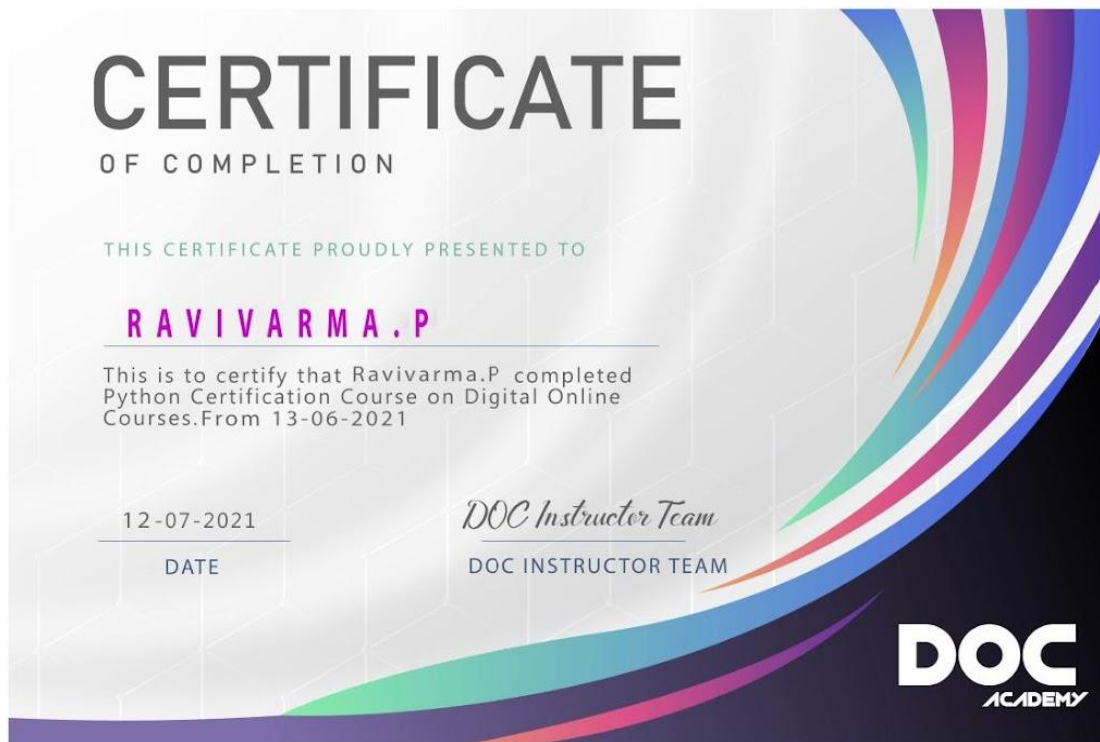 CERTIFICATE
OF COMPLETION
THIS CERTIFICATE PROUDLY PRESENTED TO
RAVIVARMA.P
This is to certify that Ravivarma.P completed
Python Certification Course on Digital Online
Courses.From 13-06-2021
12-07-2021
DATE
DOC Instructor Team
DOC INSTRUCTOR TEAM
DOC
ACADEMY